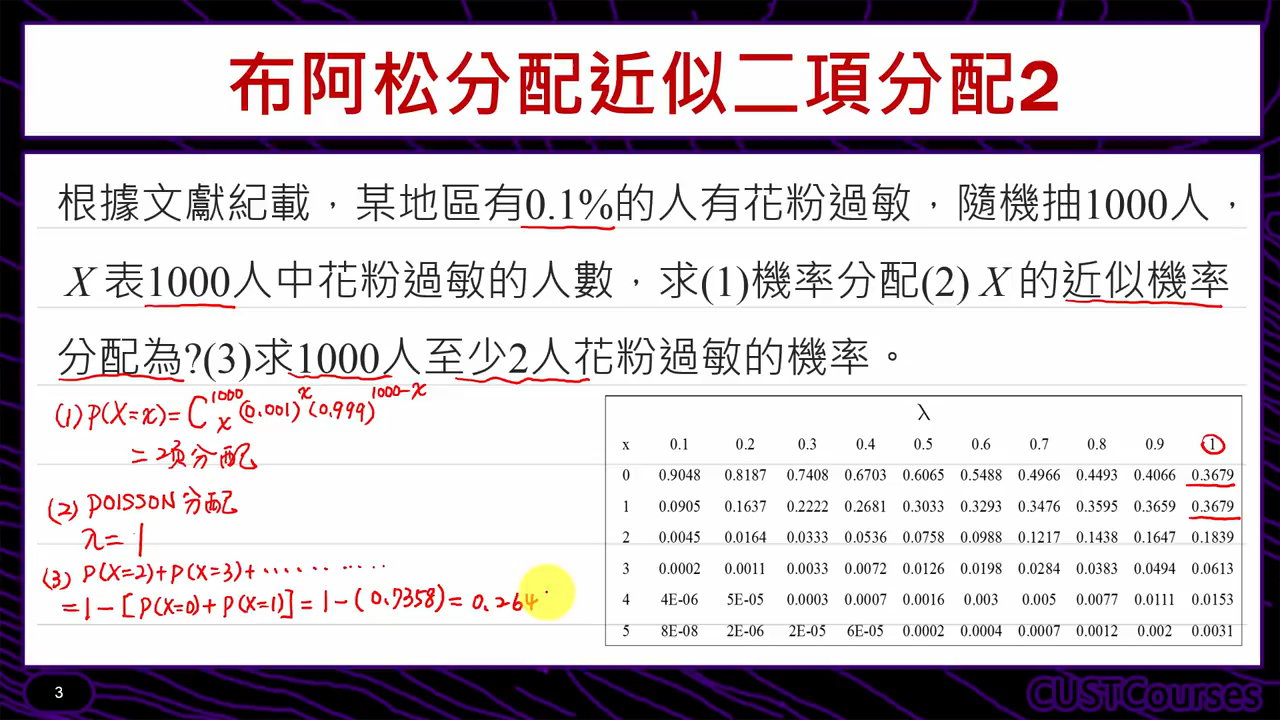 布阿松分配近似二項分配2
根據文獻紀載，某地區有0.1%的人有花粉過敏，隨機抽1000人，
X 表1000人中花粉過敏的人數，求(1)機率分配(2) X 的近似機率
分配為?(3)求1000人至少2人花粉過敏的機率。
(1) P(X=x) = C 1000 x (0.001)^x (0.999)^1000-x
= 二項分配
(2) POISSON 分配
λ= 1
(3) P(X=2)+P(X=3)+............
=1-[P(X=0)+P(X=1)]=1-(0.7358)=0.264
λ
x 0.1 0.2 0.3 0.4 0.5 0.6 0.7 0.8 0.9 1
0 0.9048 0.8187 0.7408 0.6703 0.6065 0.5488 0.4966 0.4493 0.4066 0.3679
1 0.0905 0.1637 0.2222 0.2681 0.3033 0.3293 0.3476 0.3595 0.3659 0.3679
2 0.0045 0.0164 0.0333 0.0536 0.0758 0.0988 0.1217 0.1438 0.1647 0.1839
3 0.0002 0.0011 0.0033 0.0072 0.0126 0.0198 0.0284 0.0383 0.0494 0.0613
4 4E-06 5E-05 0.0003 0.0007 0.0016 0.003 0.005 0.0077 0.0111 0.0153
5 8E-08 2E-06 2E-05 6E-05 0.0002 0.0004 0.0007 0.0012 0.002 0.0031
3
CUSTCourses